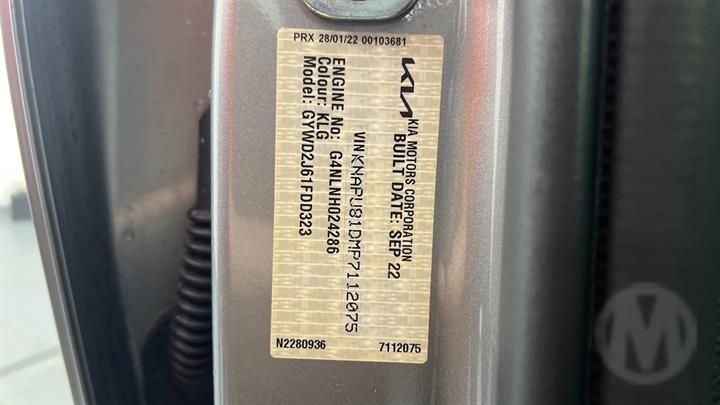 PRX 28/01/22 00103681
KIA
KIA MOTORS CORPORATION
BUILT DATE: SEP 22
VIN KNAPU81DMP7112075
ENGINE No: G4NLNH024286
Colour: KLG
Model: GYWD2J61FDD323
N2280936 7112075
M